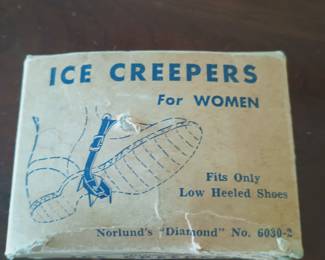 ICE CREEPERS
For WOMEN
Fits Only
Low Heeled Shoes
Norlund's "Diamond" No. 6030-2